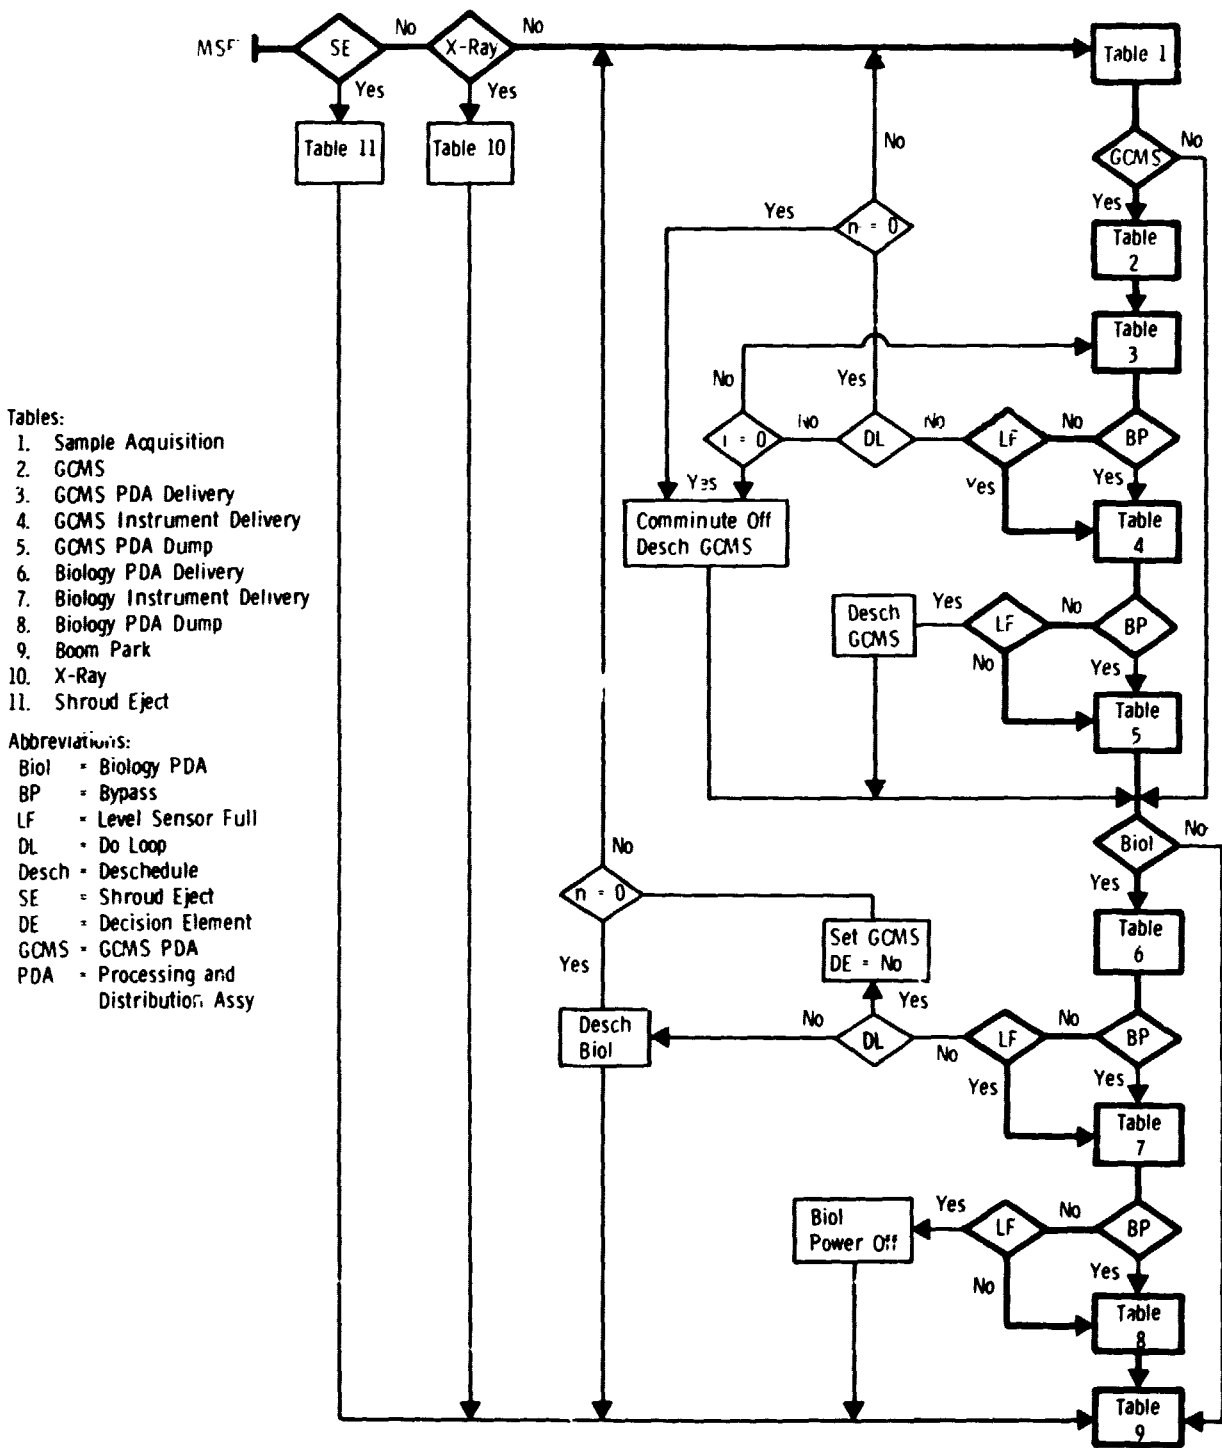 MSF
SE
No
X-Ray
No
Table 1
Yes
Yes
Table 11
Table 10
No
GCMS
No
Yes
n = 0
Yes
Table
2
Table
3
No
Yes
No
DL
No
LF
No
BP
Yes
Yes
Yes
Comminute Off
Desch GCMS
Table
4
Desch
GCMS
Yes
LF
No
BP
No
Yes
Table
5
Tables:
1. Sample Acquisition
2. GCMS
3. GCMS PDA Delivery
4. GCMS Instrument Delivery
5. GCMS PDA Dump
6. Biology PDA Delivery
7. Biology Instrument Delivery
8. Biology PDA Dump
9. Boom Park
10. X-Ray
11. Shroud Eject
Abbreviations:
Biol = Biology PDA
BP = Bypass
LF = Level Sensor Full
DL = Do Loop
Desch = Deschedule
SE = Shroud Eject
DE = Decision Element
GCMS = GCMS PDA
PDA = Processing and
Distribution Assy
Biol
No
No
Yes
n = 0
Table
6
Set GCMS
DE = No
Yes
Yes
Desch
Biol
No
DL
No
LF
No
BP
Yes
Yes
Table
7
Biol
Power Off
Yes
LF
No
BP
No
Yes
Table
8
Table
9